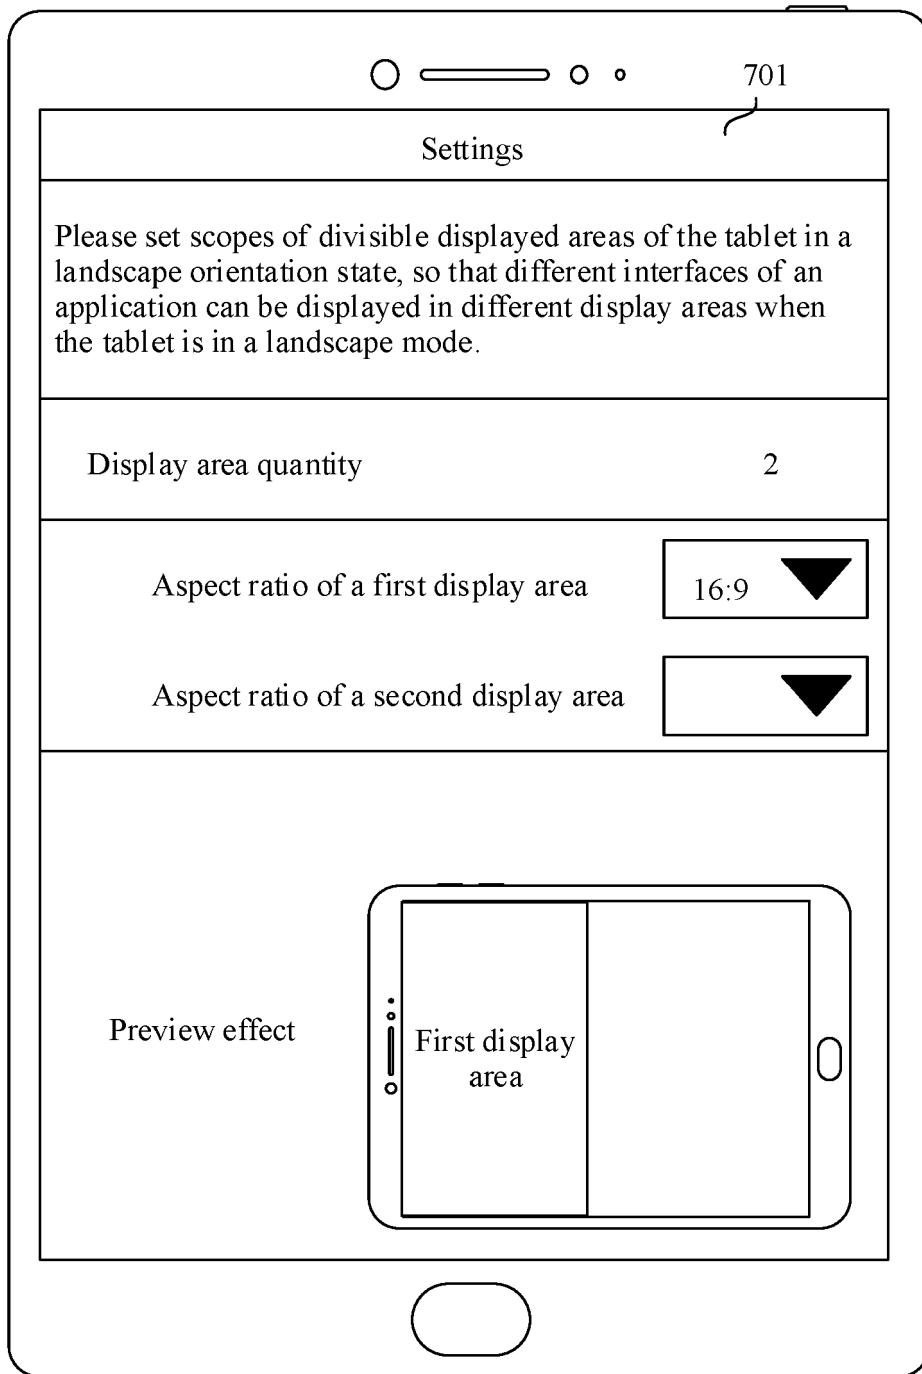 701
Settings
Please set scopes of divisible displayed areas of the tablet in a
landscape orientation state, so that different interfaces of an
application can be displayed in different display areas when
the tablet is in a landscape mode.
Display area quantity 2
Aspect ratio of a first display area 16:9
Aspect ratio of a second display area
Preview effect
First display
area